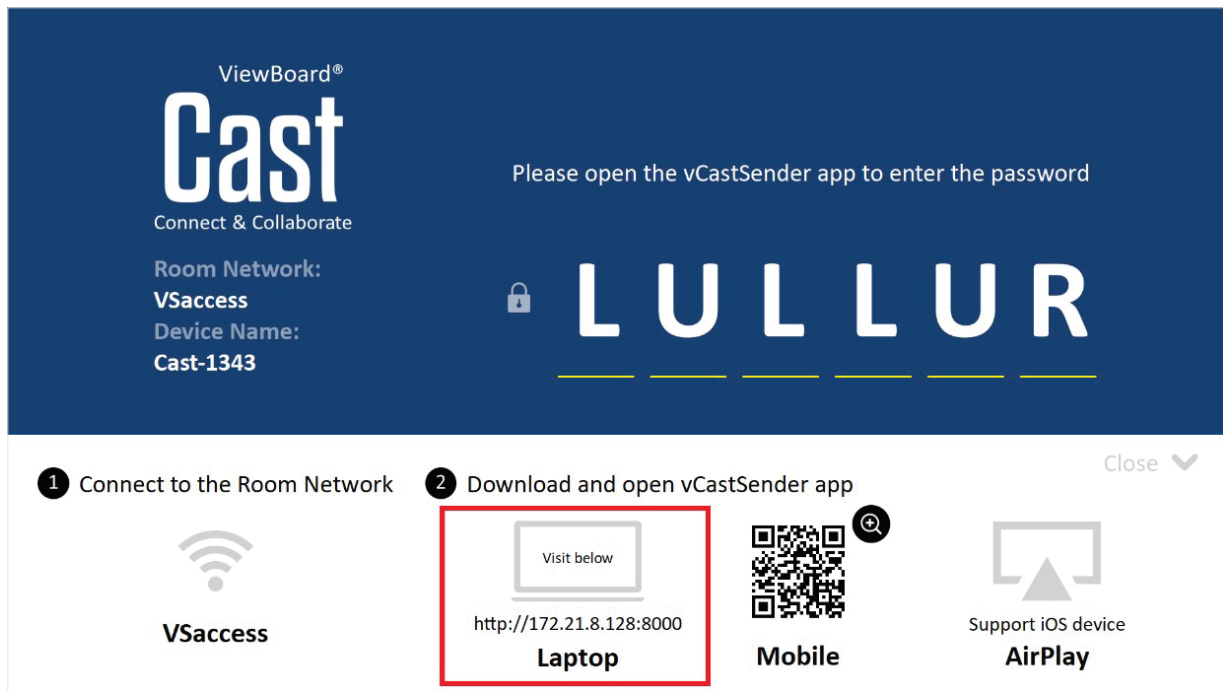 ViewBoard®
Cast
Connect & Collaborate
Room Network:
VSaccess
Device Name:
Cast-1343
Please open the vCastSender app to enter the password
L U L L U R
Close
1 Connect to the Room Network
VSaccess
2 Download and open vCastSender app
Visit below
http://172.21.8.128:8000
Laptop
Mobile
Support iOS device
AirPlay